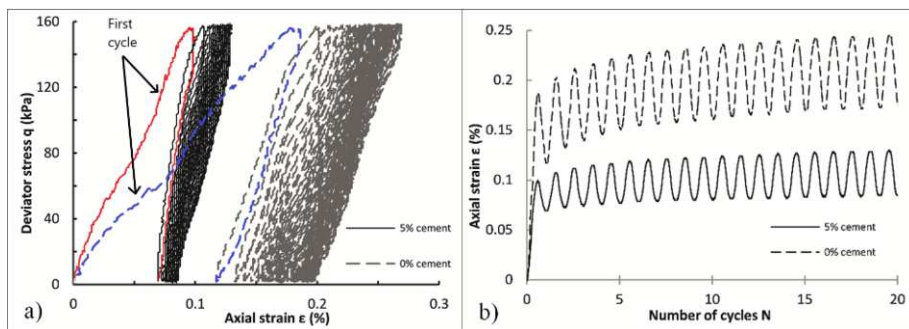 160
120
80
40
0
Deviator stress q (kPa)
First
cycle
5% cement
0% cement
0
0.1
0.2
0.3
Axial strain ε (%)
a)
b)
0.25
0.2
0.15
0.1
0.05
0
Axial strain ε (%)
5% cement
0% cement
0
5
10
15
20
Number of cycles N